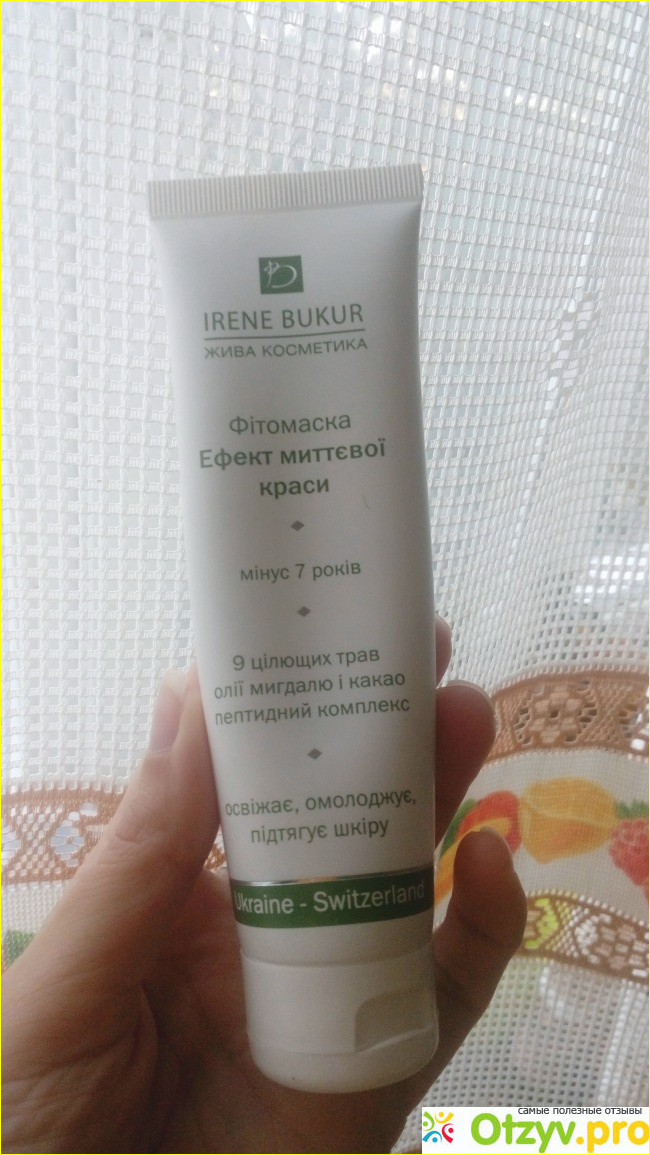 IRENE BUKUR
ЖИВА КОСМЕТИКА
Фітомаска
Ефект миттєвої
краси
мінус 7 років
9 цілющих трав
олії мигдалю і какао
пептидний комплекс
освіжає, омолоджує,
підтягує шкіру
Ukraine - Switzerland
самые полезные отзывы
Otzyv.pro